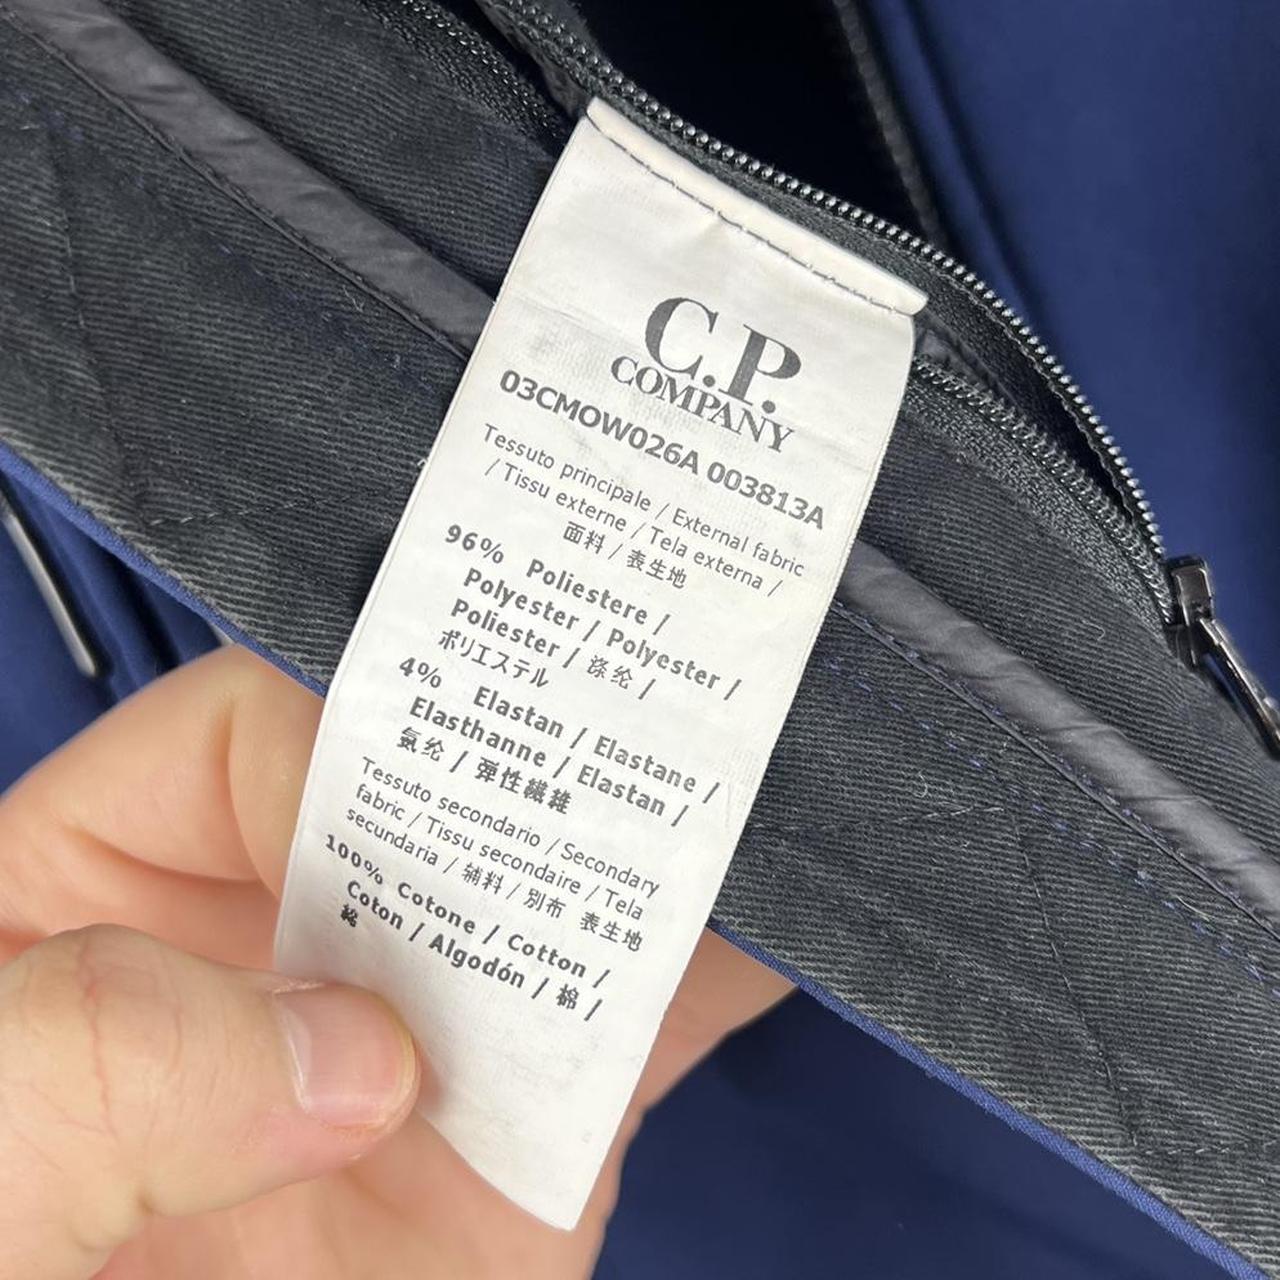 C.P.
COMPANY
03CMOW026A 003813A
Tessuto principale / External fabric
/ Tissu externe / Tela externa /
面料 / 表生地
96% Poliestere /
Polyester / Polyester /
Poliester / 涤纶 /
ポリエステル
4% Elastan / Elastane /
Elasthanne / Elastan /
氨纶 / 弾性繊維
Tessuto secondario / Secondary
fabric / Tissu secondaire / Tela
secundaria / 辅料 / 別布 表生地
100% Cotone / Cotton /
Coton / Algodón / 棉 /
綿